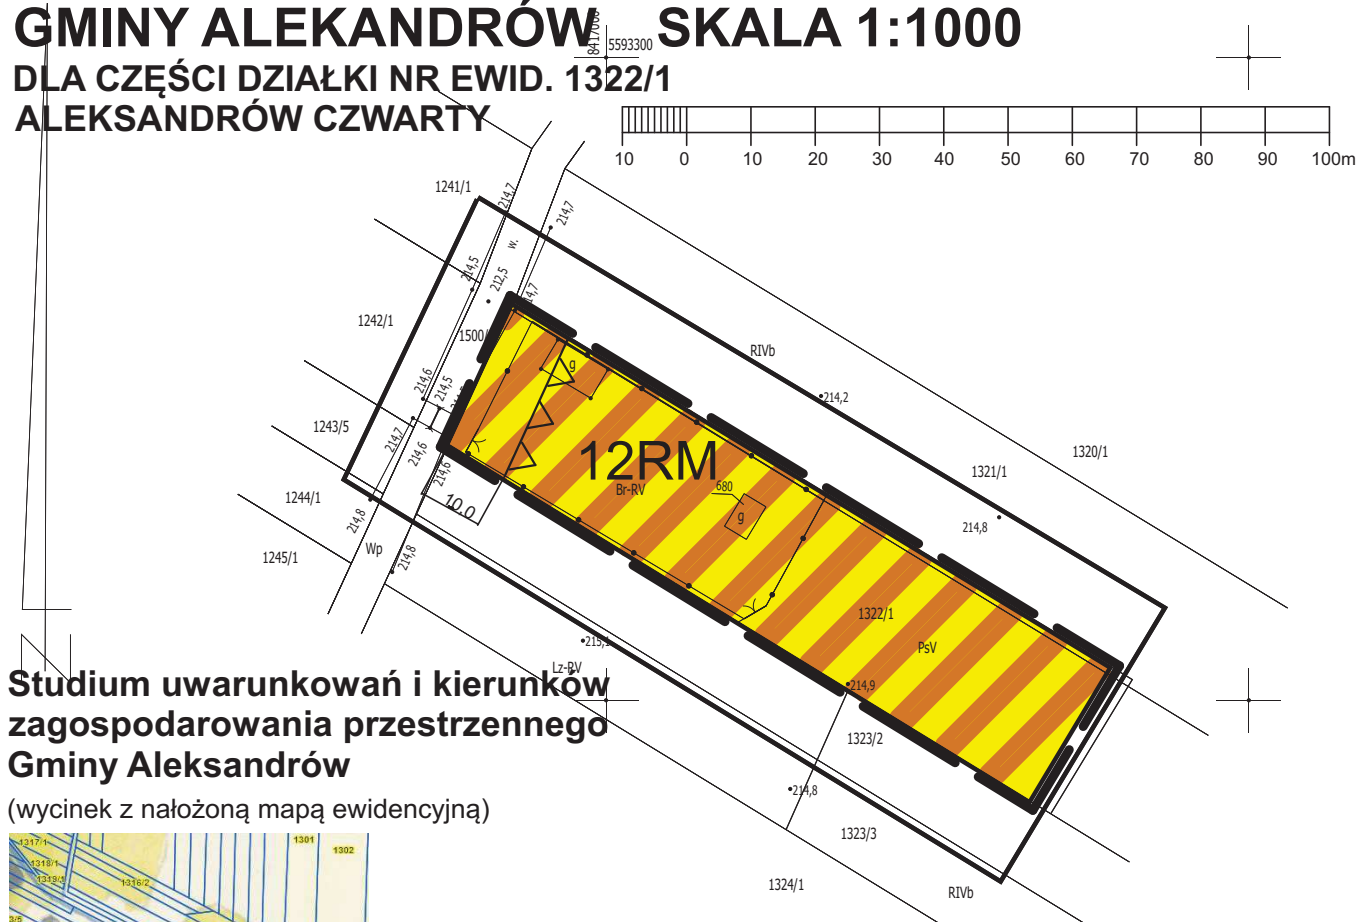 GMINY ALEKANDRÓW SKALA 1:1000
8417000
5593300
DLA CZĘŚCI DZIAŁKI NR EWID. 1322/1
ALEKSANDRÓW CZWARTY
10 0 10 20 30 40 50 60 70 80 90 100m
1241/1
214,7
214,7
w.
214,5
212,5
1242/1
1500/
RIVb
g
214,2
214,6
214,5
1243/5
214,7
214,6
12RM
1320/1
1321/1
214,6
Br-RV
680
g
1244/1
10.0
214,8
214,8
Wp
1245/1
214,8
1322/1
PsV
215,1
Lz-RV
214,9
Studium uwarunkowań i kierunków
zagospodarowania przestrzennego
Gminy Aleksandrów
(wycinek z nałożoną mapą ewidencyjną)
1323/2
214,8
1323/3
1324/1
RIVb
1317/1
1318/1
1319/1
1316/2
1301
1302
3/5